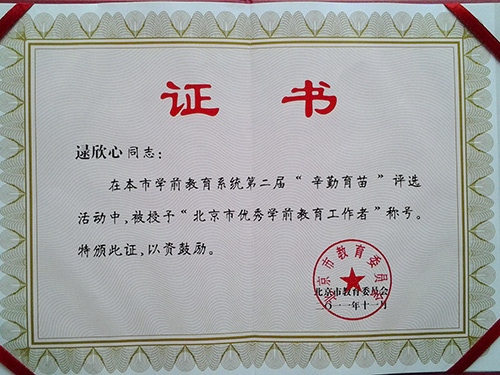 证 书
逯欣心 同志：
在本市学前教育系统第二届“辛勤育苗”评选
活动中，被授予“北京市优秀学前教育工作者”称号。
特颁此证，以资鼓励。
北京市教育委员会
北京市教育委员会
二〇一一年十一月